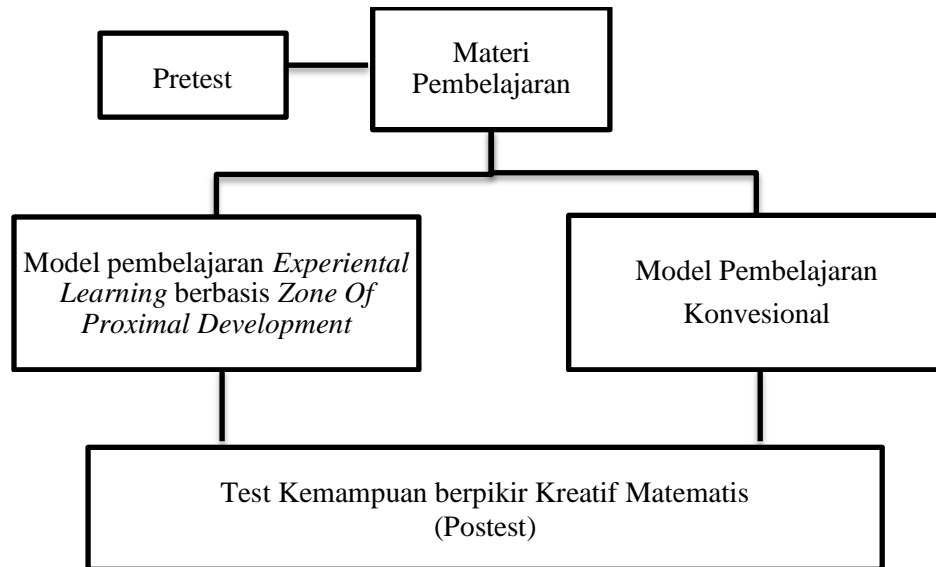 Pretest
Materi
Pembelajaran
Model pembelajaran Experiental
Learning berbasis Zone Of
Proximal Development
Model Pembelajaran
Konvesional
Test Kemampuan berpikir Kreatif Matematis
(Postest)